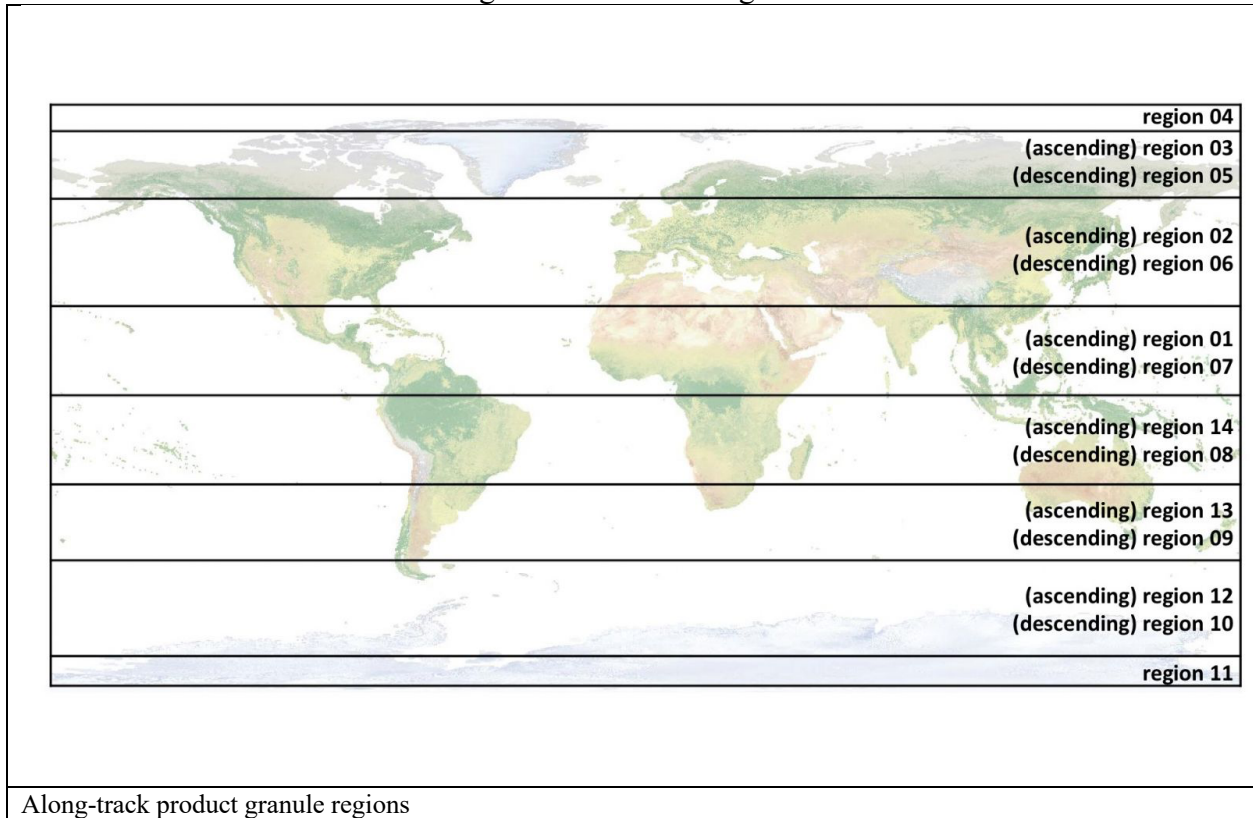 region 04
(ascending) region 03
(descending) region 05
(ascending) region 02
(descending) region 06
(ascending) region 01
(descending) region 07
(ascending) region 14
(descending) region 08
(ascending) region 13
(descending) region 09
(ascending) region 12
(descending) region 10
region 11
Along-track product granule regions